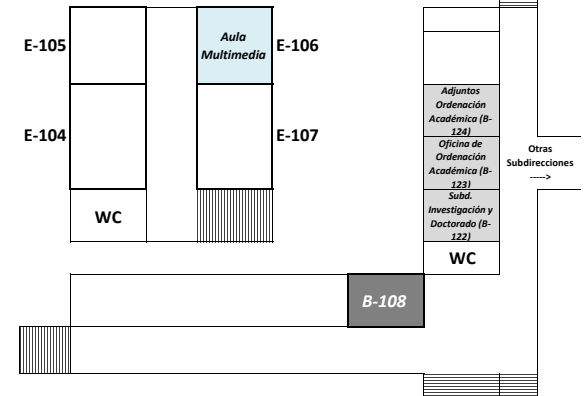 E-105
Aula
Multimedia
E-106
E-104
E-107
WC
Adjuntos
Ordenación
Académica (B-
124)
Oficina de
Ordenación
Académica (B-
123)
Subd.
Investigación y
Doctorado (B-
122)
WC
Otras
Subdirecciones
----->
B-108